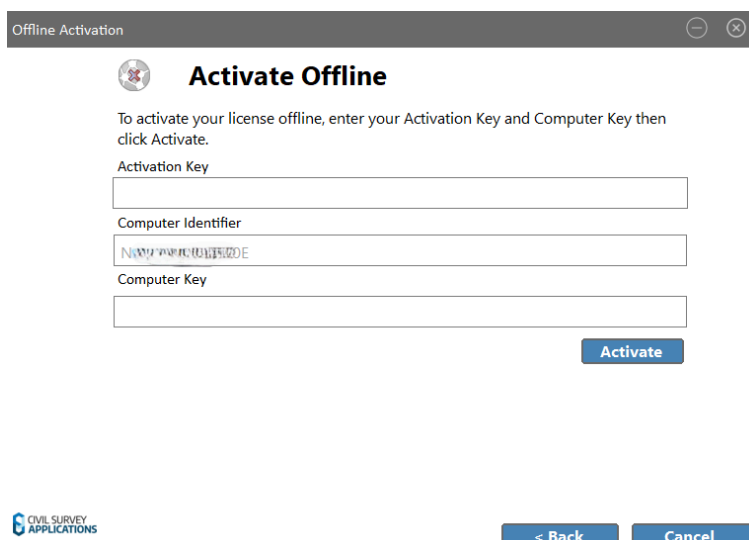 Offline Activation
Activate Offline
To activate your license offline, enter your Activation Key and Computer Key then
click Activate.
Activation Key
Computer Identifier
Computer Key
Activate
CIVIL SURVEY
APPLICATIONS
< Back
Cancel